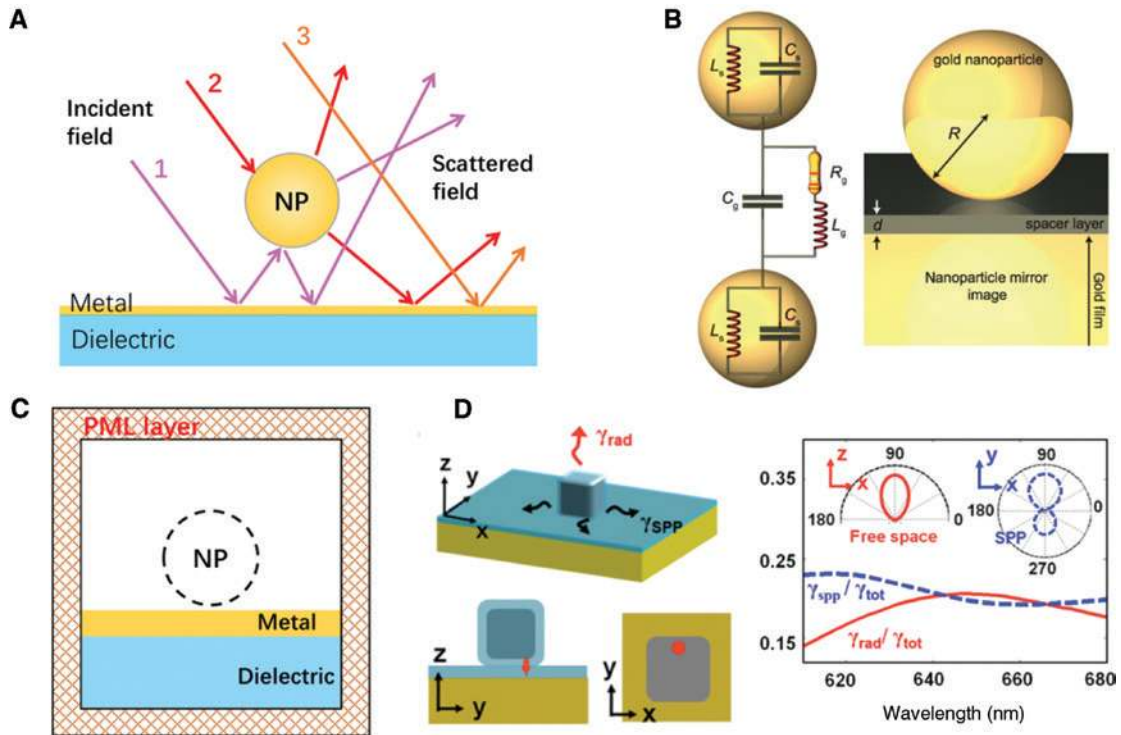 A
1
2
3
Incident
field
Scattered
field
NP
Metal
Dielectric
B
Lₛ
Cₛ
Cg
Rg
Lg
Lₛ
Cₛ
gold nanoparticle
R
d
spacer layer
Nanoparticle mirror
image
Gold film
C
PML layer
NP
Metal
Dielectric
D
γrad
z
y
x
γSPP
z
y
y
x
0.35
0.25
0.15
z
x
90
180
0
Free space
y
x
90
180
0
SPP
270
γspp / γtot
γrad / γtot
620
640
660
680
Wavelength (nm)